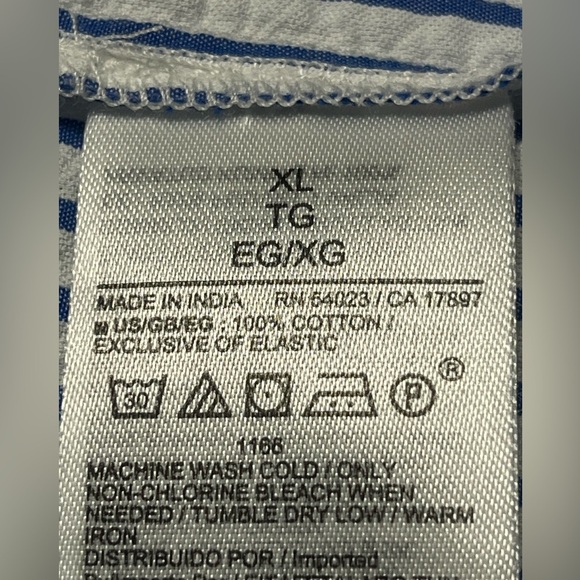 XL
TG
EG/XG
MADE IN INDIA RN 54023 / CA 17897
US/GB/EG : 100% COTTON /
EXCLUSIVE OF ELASTIC
30 P ®
1166
MACHINE WASH COLD / ONLY
NON-CHLORINE BLEACH WHEN
NEEDED / TUMBLE DRY LOW / WARM
IRON
DISTRIBUIDO POR / Imported